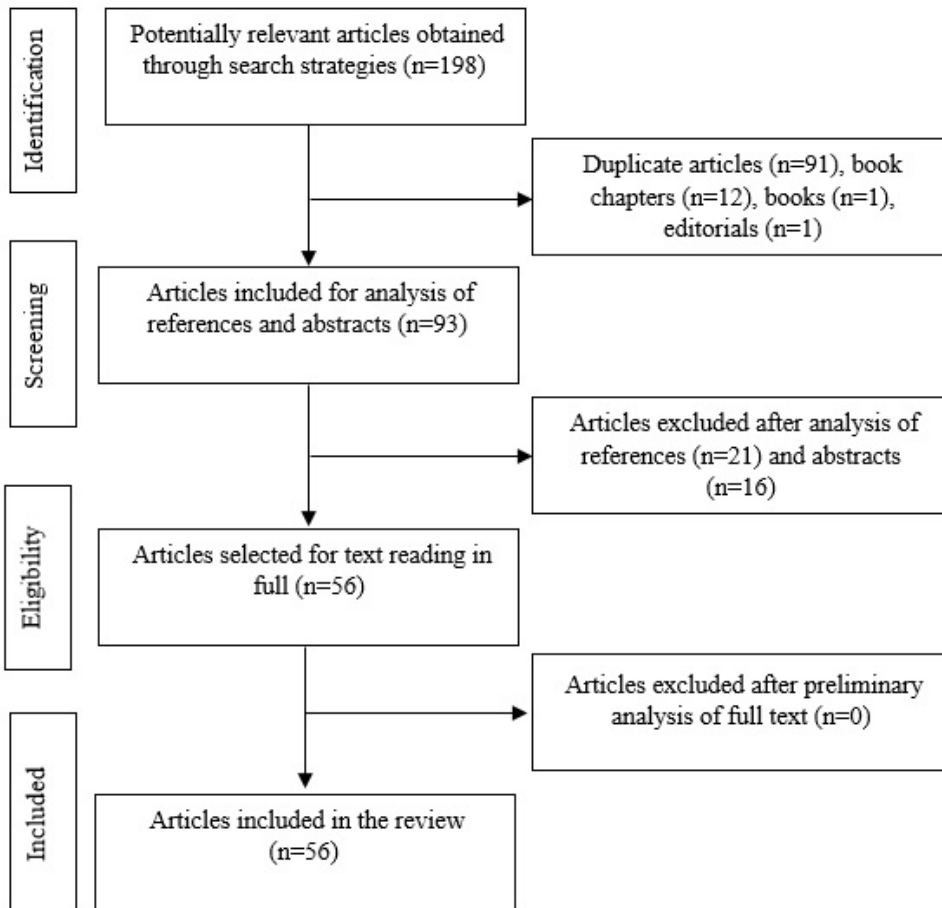 Identification
Potentially relevant articles obtained
through search strategies (n=198)
Duplicate articles (n=91), book
chapters (n=12), books (n=1),
editorials (n=1)
Screening
Articles included for analysis of
references and abstracts (n=93)
Articles excluded after analysis of
references (n=21) and abstracts
(n=16)
Eligibility
Articles selected for text reading in
full (n=56)
Articles excluded after preliminary
analysis of full text (n=0)
Included
Articles included in the review
(n=56)